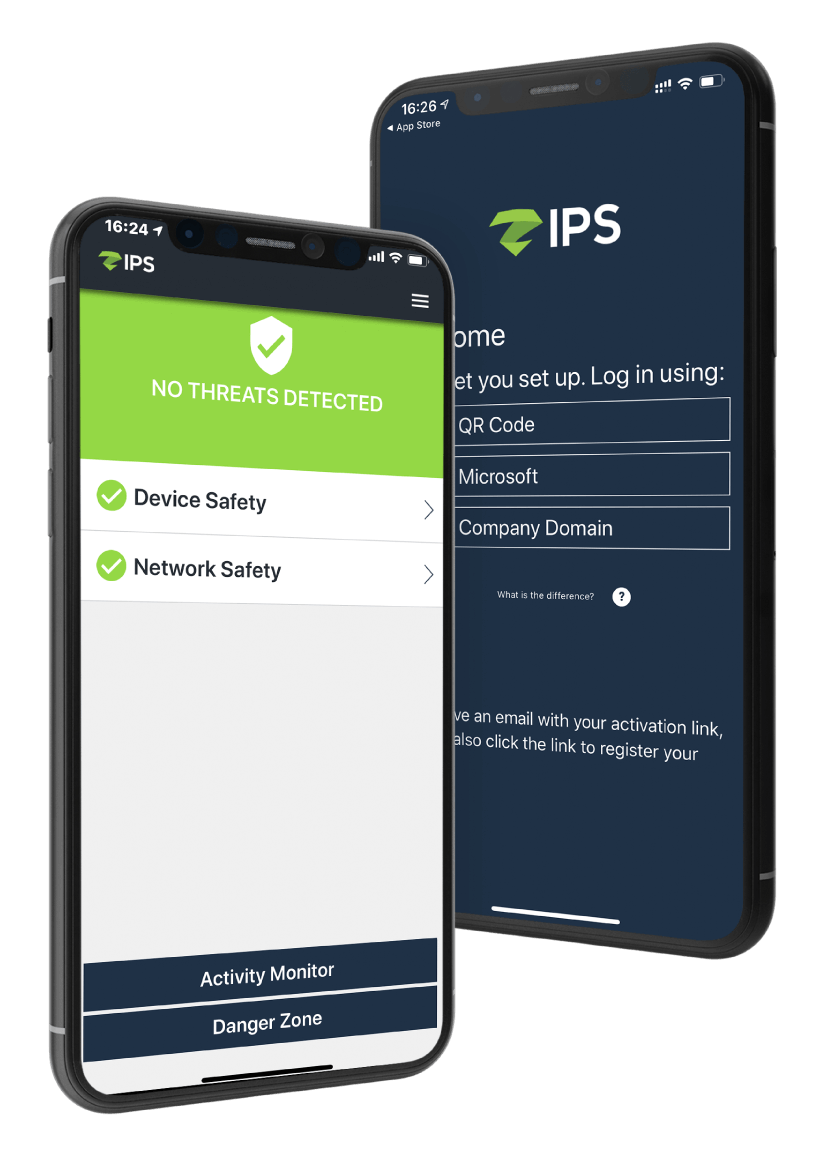 16:24
IPS
NO THREATS DETECTED
Device Safety
Network Safety
Activity Monitor
Danger Zone
16:26
App Store
IPS
ome
et you set up. Log in using:
QR Code
Microsoft
Company Domain
What is the difference? ?
ve an email with your activation link,
also click the link to register your